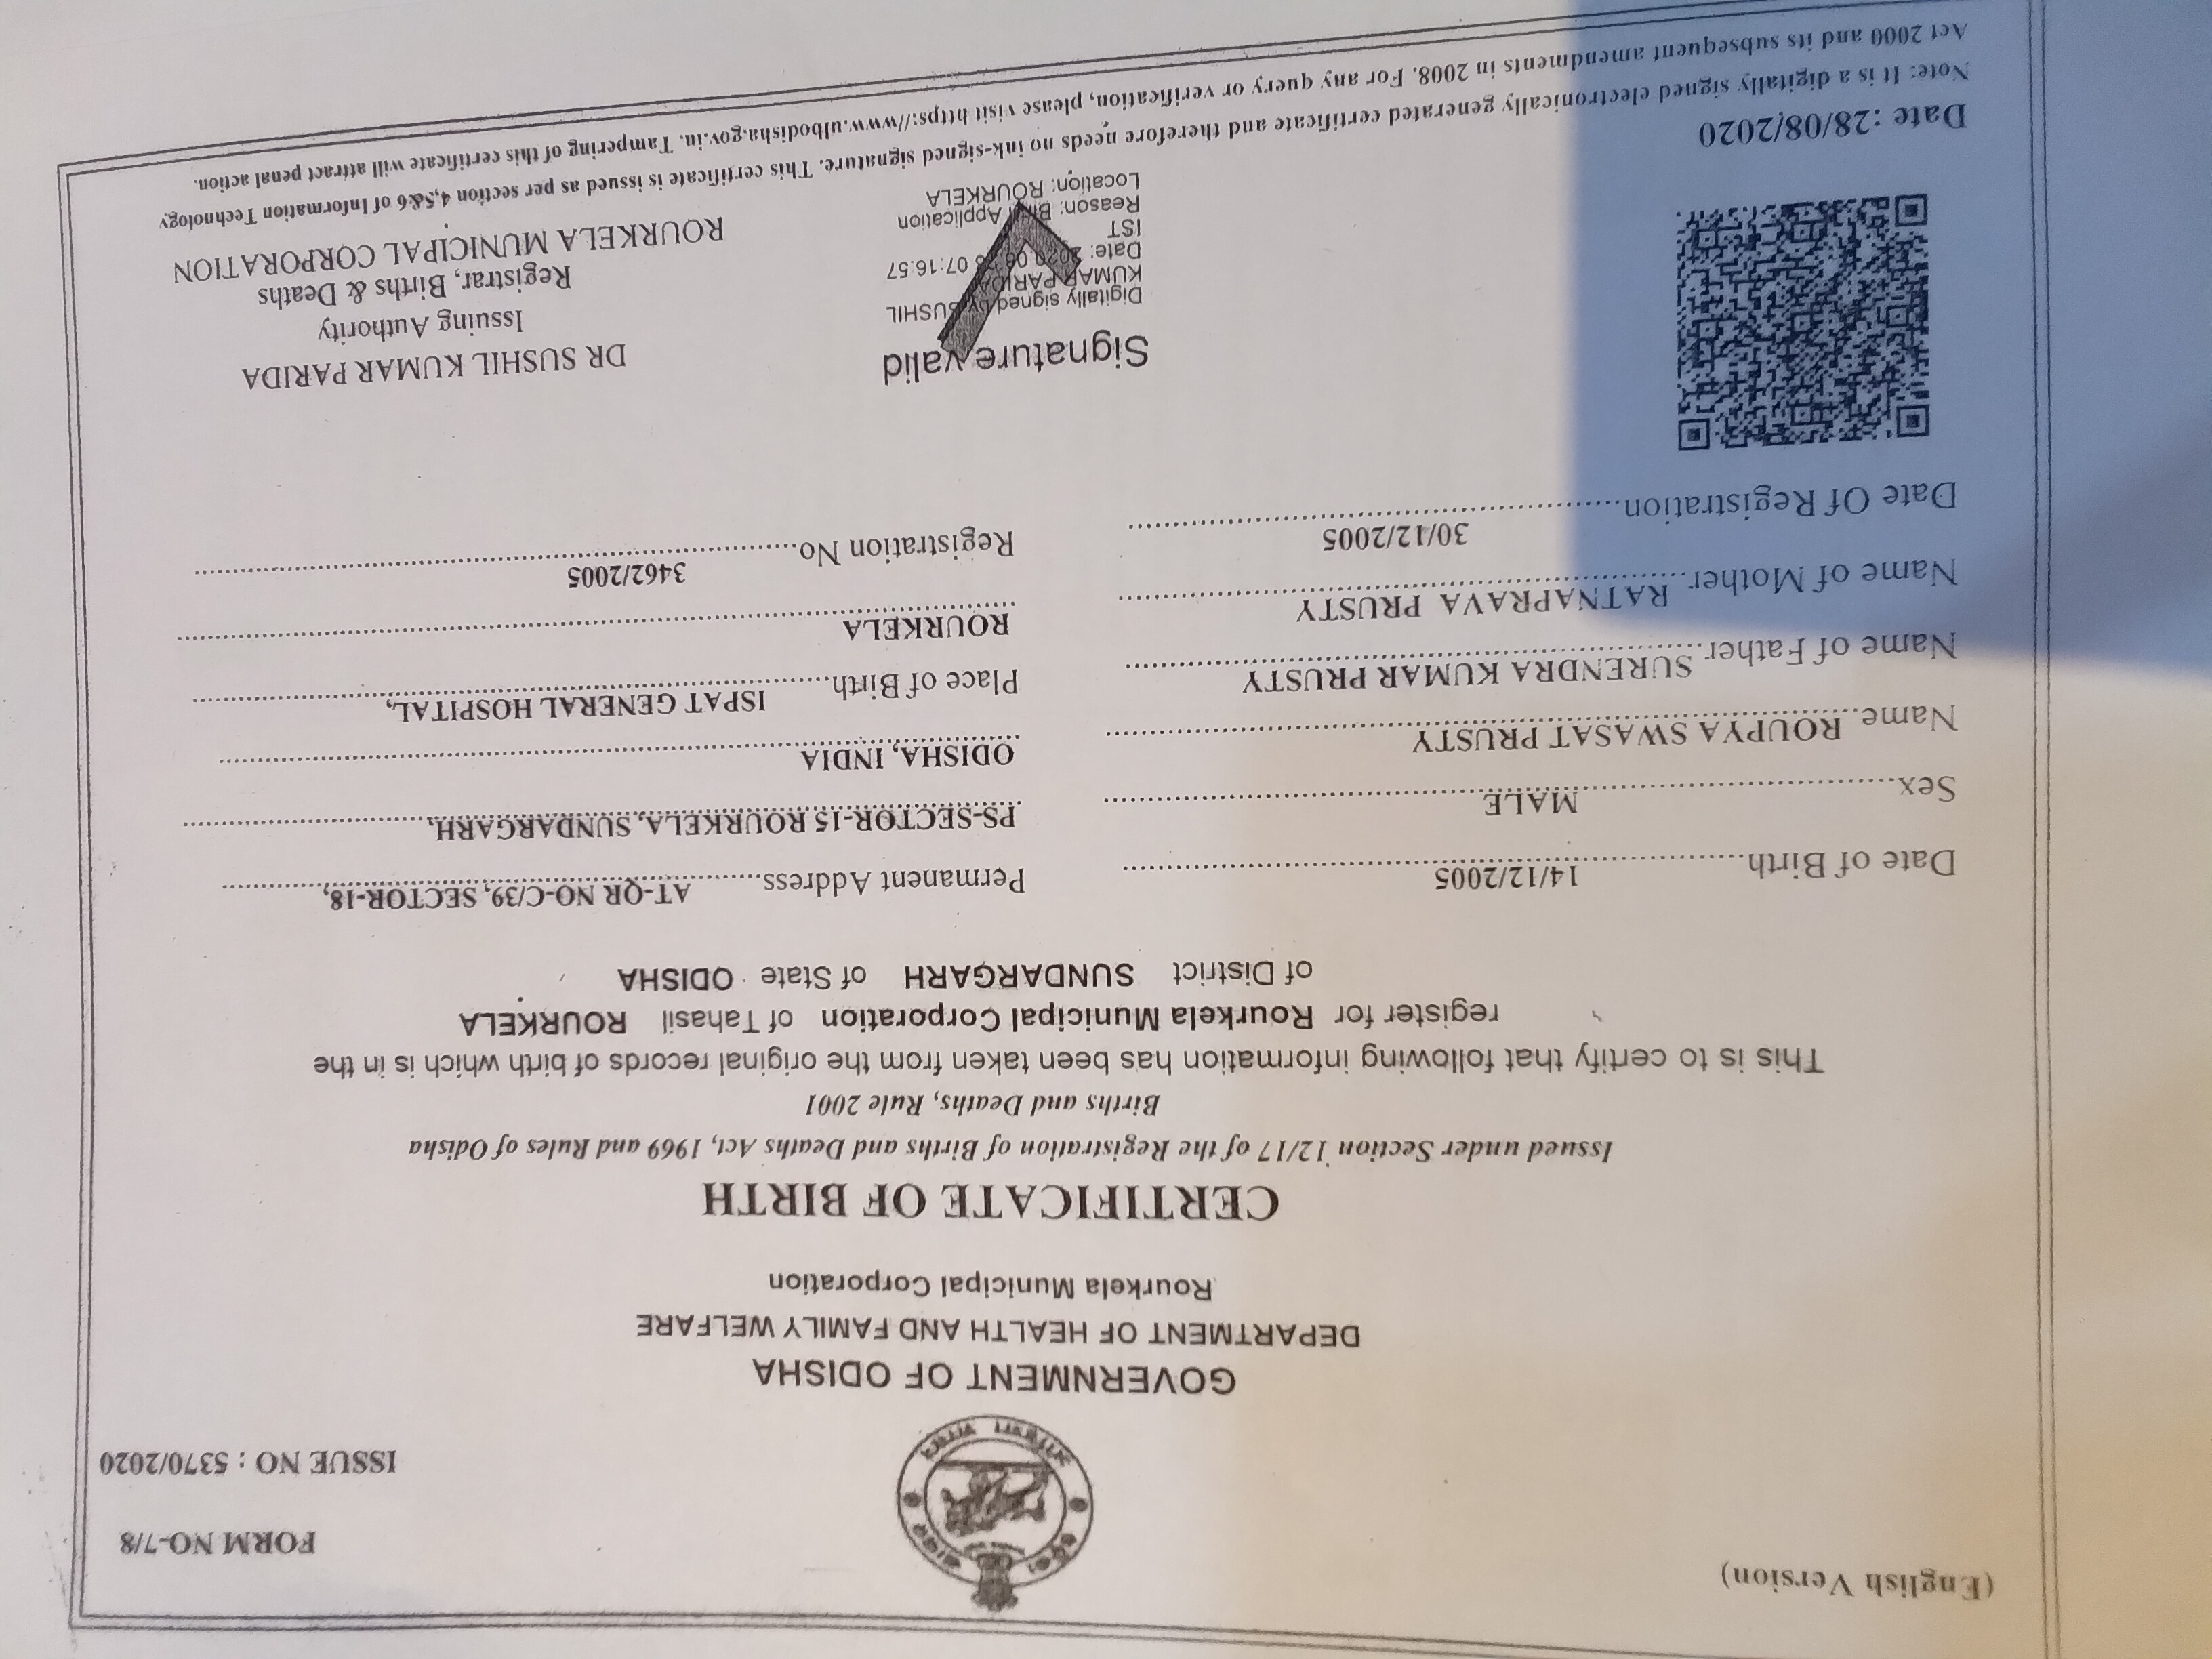 (English Version)
FORM NO-7/8
ISSUE NO : 5370/2020
GOVERNMENT OF ODISHA
DEPARTMENT OF HEALTH AND FAMILY WELFARE
Rourkela Municipal Corporation
CERTIFICATE OF BIRTH
Issued under Section 12/17 of the Registration of Births and Deaths Act, 1969 and Rules of Odisha
Births and Deaths, Rule 2001
This is to certify that following information has been taken from the original records of birth which is in the
register for Rourkela Municipal Corporation of Tahasil ROURKELA
of District SUNDARGARH of State ODISHA
Date of Birth 14/12/2005
Sex MALE
Name ROUPYA SWASAT PRUSTY
Name of Father SURENDRA KUMAR PRUSTY
Name of Mother RATNAPRAVA PRUSTY
Date Of Registration 30/12/2005
Permanent Address AT-QR NO-C/39, SECTOR-18,
PS-SECTOR-15 ROURKELA, SUNDARGARH,
ODISHA, INDIA
Place of Birth ISPAT GENERAL HOSPITAL,
ROURKELA
Registration No 3462/2005
Signature valid
Digitally signed by SUSHIL
KUMAR PARIDA
Date: 07:16:57
IST
Reason: Birth Application
Location: ROURKELA
DR SUSHIL KUMAR PARIDA
Issuing Authority
Registrar, Births & Deaths
ROURKELA MUNICIPAL CORPORATION
Date :28/08/2020
Note: It is a digitally signed electronically generated certificate and therefore needs no ink-signed signature. This certificate is issued as per section 4,5&6 of Information Technology
Act 2000 and its subsequent amendments in 2008. For any query or verification, please visit https://www.ulbodisha.gov.in. Tampering of this certificate will attract penal action.